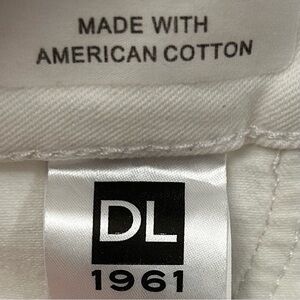 MADE WITH
AMERICAN COTTON
DL
1961